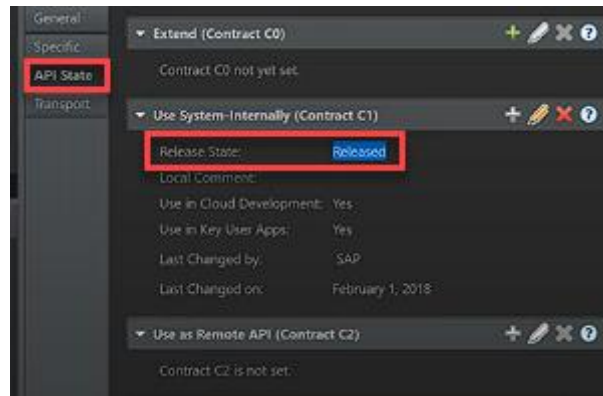 General
Specific
API State
Transport
Extend (Contract C0)
Contract C0 not yet set.
Use System-Internally (Contract C1)
Release State: Released
Local Comment:
Use in Cloud Development: Yes
Use in Key User Apps: Yes
Last Changed by: SAP
Last Changed on: February 1, 2018
Use as Remote API (Contract C2)
Contract C2 is not set.